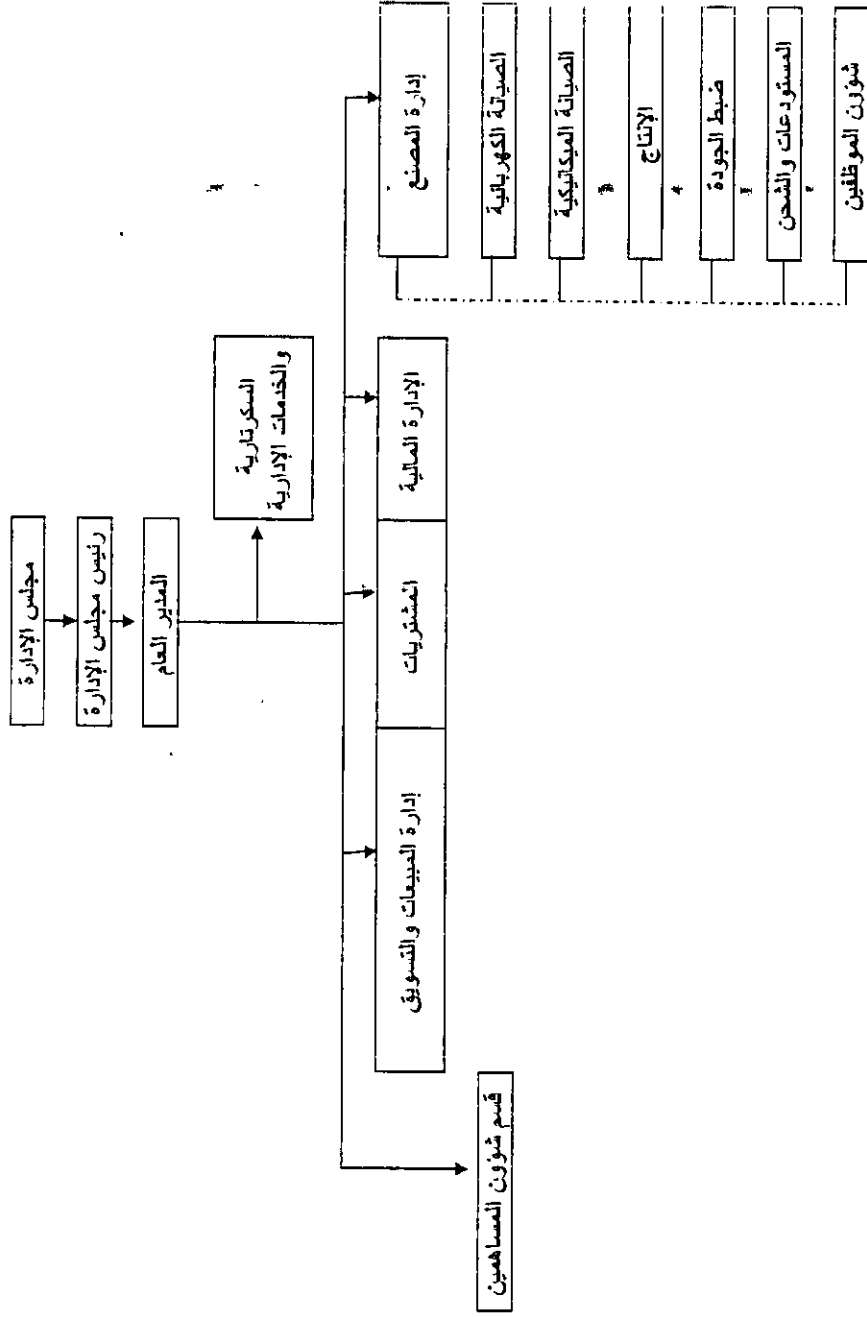 مجلس الإدارة
رئيس مجلس الإدارة
المدير العام
السكرتارية
والخدمات الإدارية
إدارة المصنع
الإدارة المالية
المشتريات
إدارة المبيعات والتسويق
قسم شؤون المساهمين
الصيانة الكهربائية
الصيانة الميكانيكية
الإنتاج
ضبط الجودة
المستودعات والشحن
شؤون الموظفين